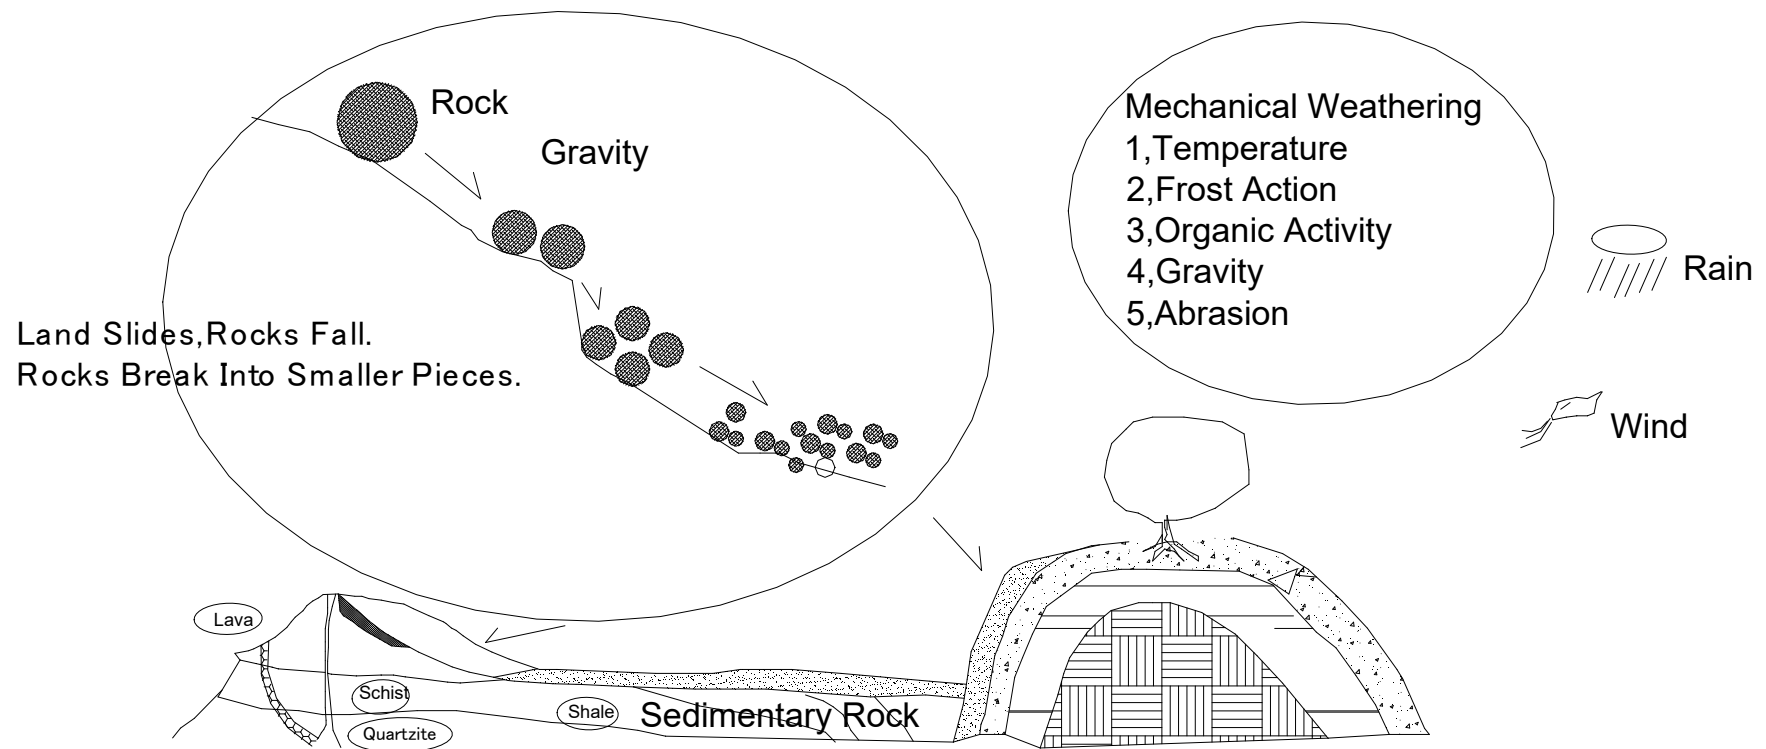 Rock
Gravity
Land Slides,Rocks Fall.
Rocks Break Into Smaller Pieces.
Mechanical Weathering
1,Temperature
2,Frost Action
3,Organic Activity
4,Gravity
5,Abrasion
Rain
Wind
Lava
Schist
Quartzite
Shale
Sedimentary Rock